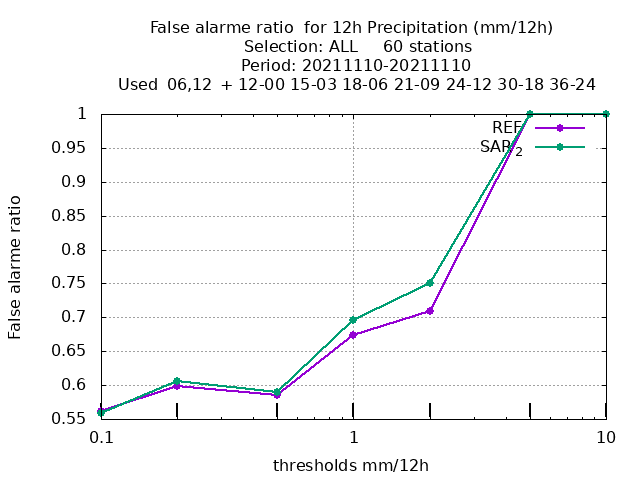 False alarme ratio  for 12h Precipitation (mm/12h)
Selection: ALL     60 stations
Period: 20211110-20211110
Used  06,12  + 12-00 15-03 18-06 21-09 24-12 30-18 36-24
1
0.95
0.9
0.85
0.8
0.75
0.7
0.65
0.6
0.55
False alarme ratio
REF
SAR2
0.1
1
10
thresholds mm/12h